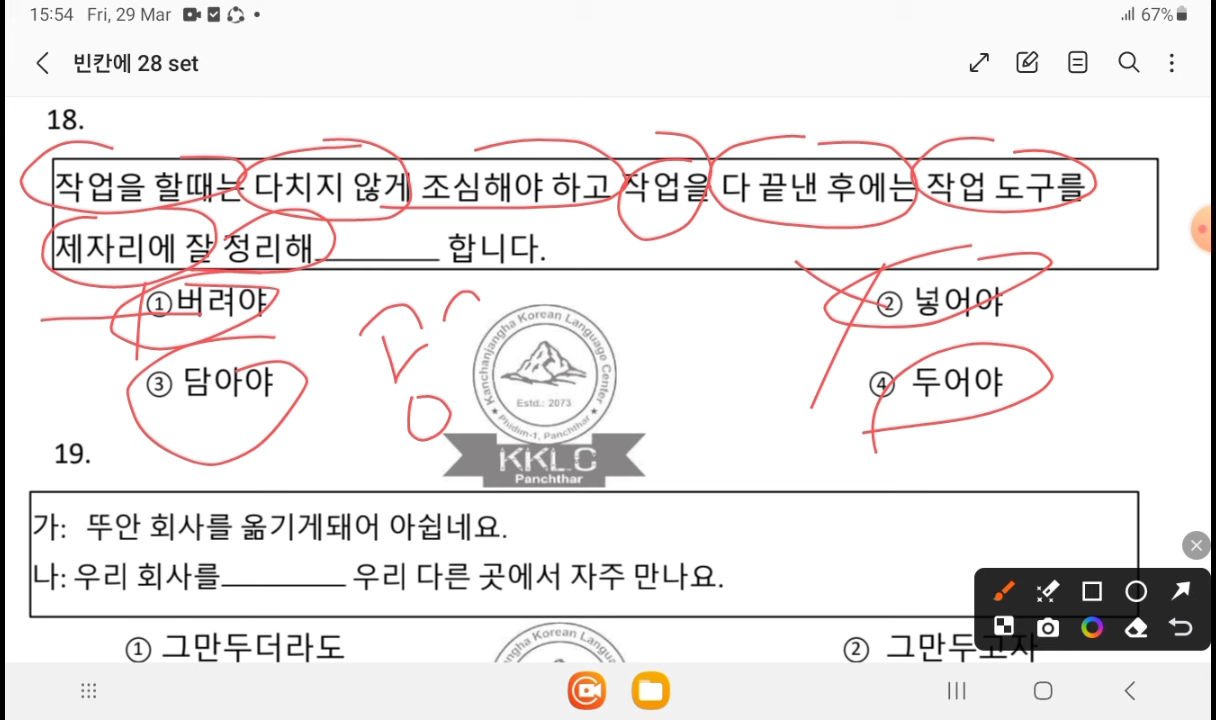 15:54 Fri, 29 Mar 67%
빈칸에 28 set
18.
작업을 할때는 다치지 않게 조심해야 하고 작업을 다 끝낸 후에는 작업 도구를
제자리에 잘 정리해________ 합니다.
①버려야 ② 넣어야
③ 담아야 ④ 두어야
Kanchanjangha Korean Language Center
Estd.: 2073
Phidim-1, Panchthar
KKLC
Panchthar
19.
가: 뚜안 회사를 옮기게돼어 아쉽네요.
나: 우리 회사를________ 우리 다른 곳에서 자주 만나요.
① 그만두더라도 ② 그만두고자